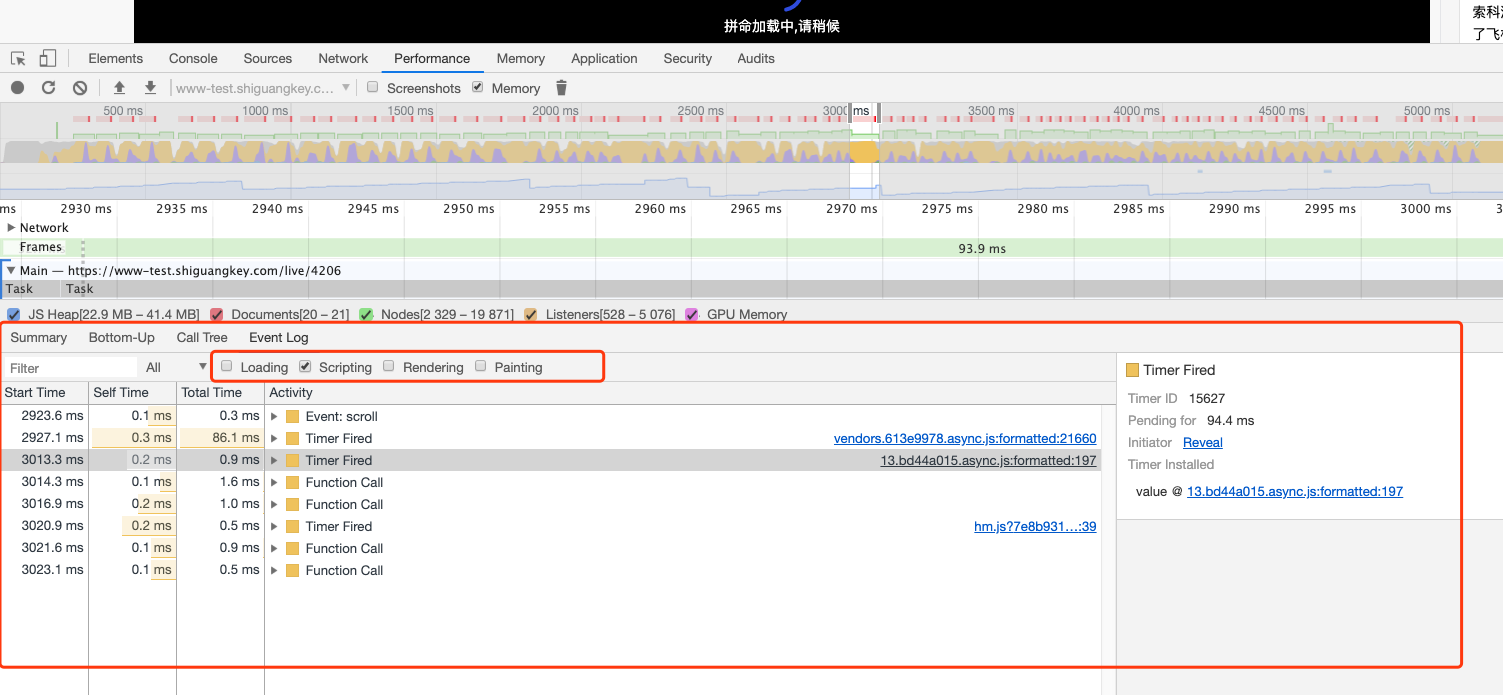 拼命加载中,请稍候
Elements Console Sources Network Performance Memory Application Security Audits
www-test.shiguangkey.c... Screenshots Memory
500 ms 1000 ms 1500 ms 2000 ms 2500 ms 3000 ms 3500 ms 4000 ms 4500 ms 5000 ms
ms 2930 ms 2935 ms 2940 ms 2945 ms 2950 ms 2955 ms 2960 ms 2965 ms 2970 ms 2975 ms 2980 ms 2985 ms 2990 ms 2995 ms 3000 ms 3
Network
Frames 93.9 ms
Main — https://www-test.shiguangkey.com/live/4206
Task Task
JS Heap[22.9 MB – 41.4 MB] Documents[20 – 21] Nodes[2 329 – 19 871] Listeners[528 – 5 076] GPU Memory
Summary Bottom-Up Call Tree Event Log
Filter All Loading Scripting Rendering Painting
Start Time Self Time Total Time Activity
2923.6 ms 0.1 ms 0.3 ms Event: scroll
2927.1 ms 0.3 ms 86.1 ms Timer Fired vendors.613e9978.async.js:formatted:21660
3013.3 ms 0.2 ms 0.9 ms Timer Fired 13.bd44a015.async.js:formatted:197
3014.3 ms 0.1 ms 1.6 ms Function Call
3016.9 ms 0.2 ms 1.0 ms Function Call
3020.9 ms 0.2 ms 0.5 ms Timer Fired hm.js?7e8b931…:39
3021.6 ms 0.1 ms 0.9 ms Function Call
3023.1 ms 0.1 ms 0.5 ms Function Call
Timer Fired
Timer ID 15627
Pending for 94.4 ms
Initiator Reveal
Timer Installed
value @ 13.bd44a015.async.js:formatted:197